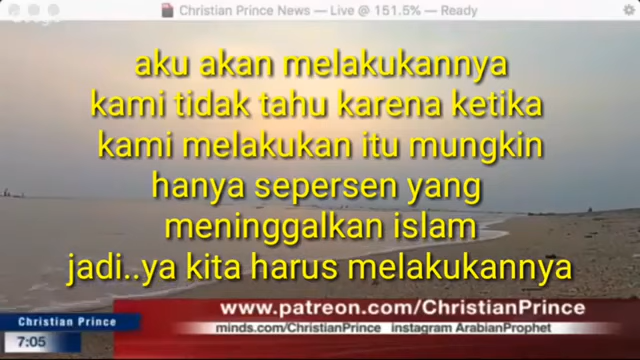 Christian Prince News — Live @ 151.5% — Ready
aku akan melakukannya
kami tidak tahu karena ketika
kami melakukan itu mungkin
hanya sepersen yang
meninggalkan islam
jadi..ya kita harus melakukannya
www.patreon.com/ChristianPrince
Christian Prince
minds.com/ChristianPrince instagram ArabianProphet
7:05